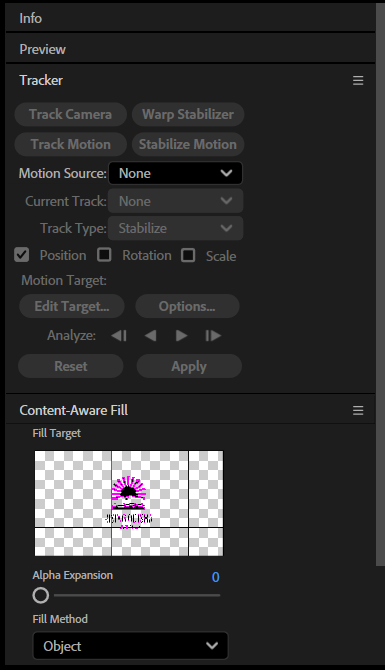 Info
Preview
Tracker
Track Camera Warp Stabilizer
Track Motion Stabilize Motion
Motion Source: None
Current Track: None
Track Type: Stabilize
Position Rotation Scale
Motion Target:
Edit Target... Options...
Analyze:
Reset Apply
Content-Aware Fill
Fill Target
Alpha Expansion 0
Fill Method
Object